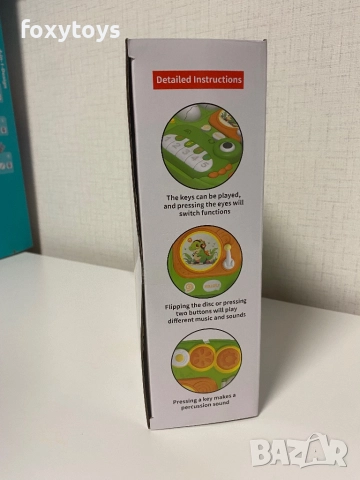 foxytoys
Detailed Instructions
The keys can be played,
and pressing the eyes will
switch functions
Flipping the disc or pressing
two buttons will play
different music and sounds
Pressing a key makes a
percussion sound
BAZAR